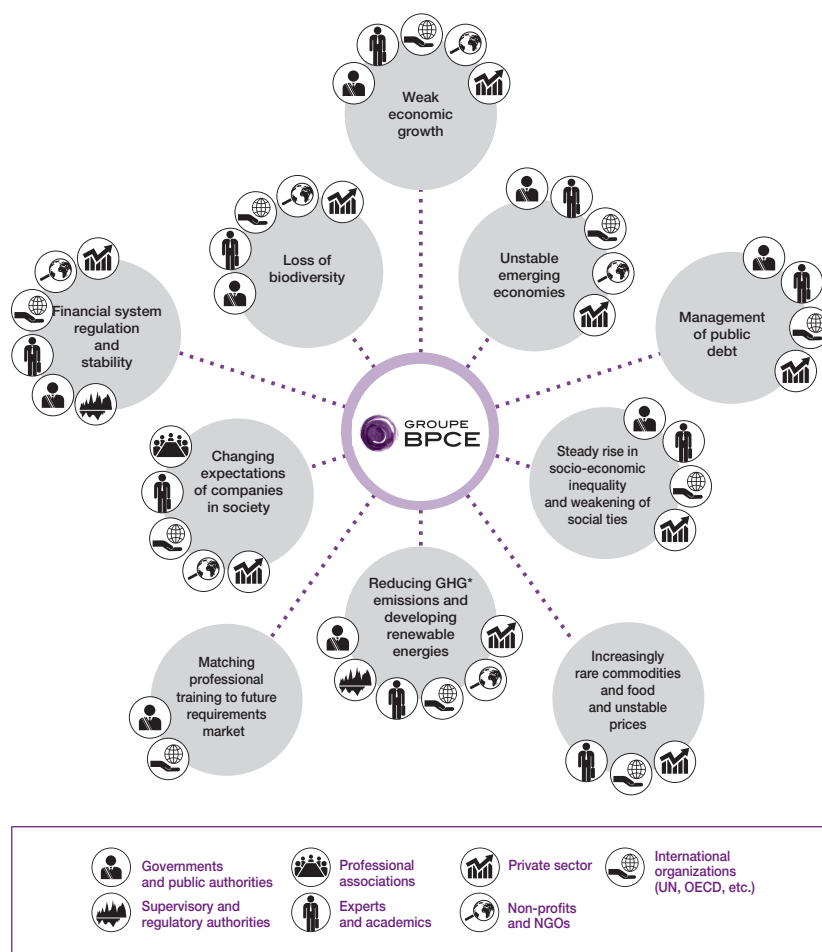 Weak
economic
growth
Loss of
biodiversity
Unstable
emerging
economies
Financial system
regulation
and
stability
Management
of public
debt
GROUPE
BPCE
Changing
expectations
of companies
in society
Steady rise in
socio-economic
inequality
and weakening of
social ties
Reducing GHG*
emissions and
developing
renewable
energies
Matching
professional
training to future
requirements
market
Increasingly
rare commodities
and food
and unstable
prices
Governments
and public authorities
Professional
associations
Private sector
International
organizations
(UN, OECD, etc.)
Supervisory and
regulatory authorities
Experts
and academics
Non-profits
and NGOs